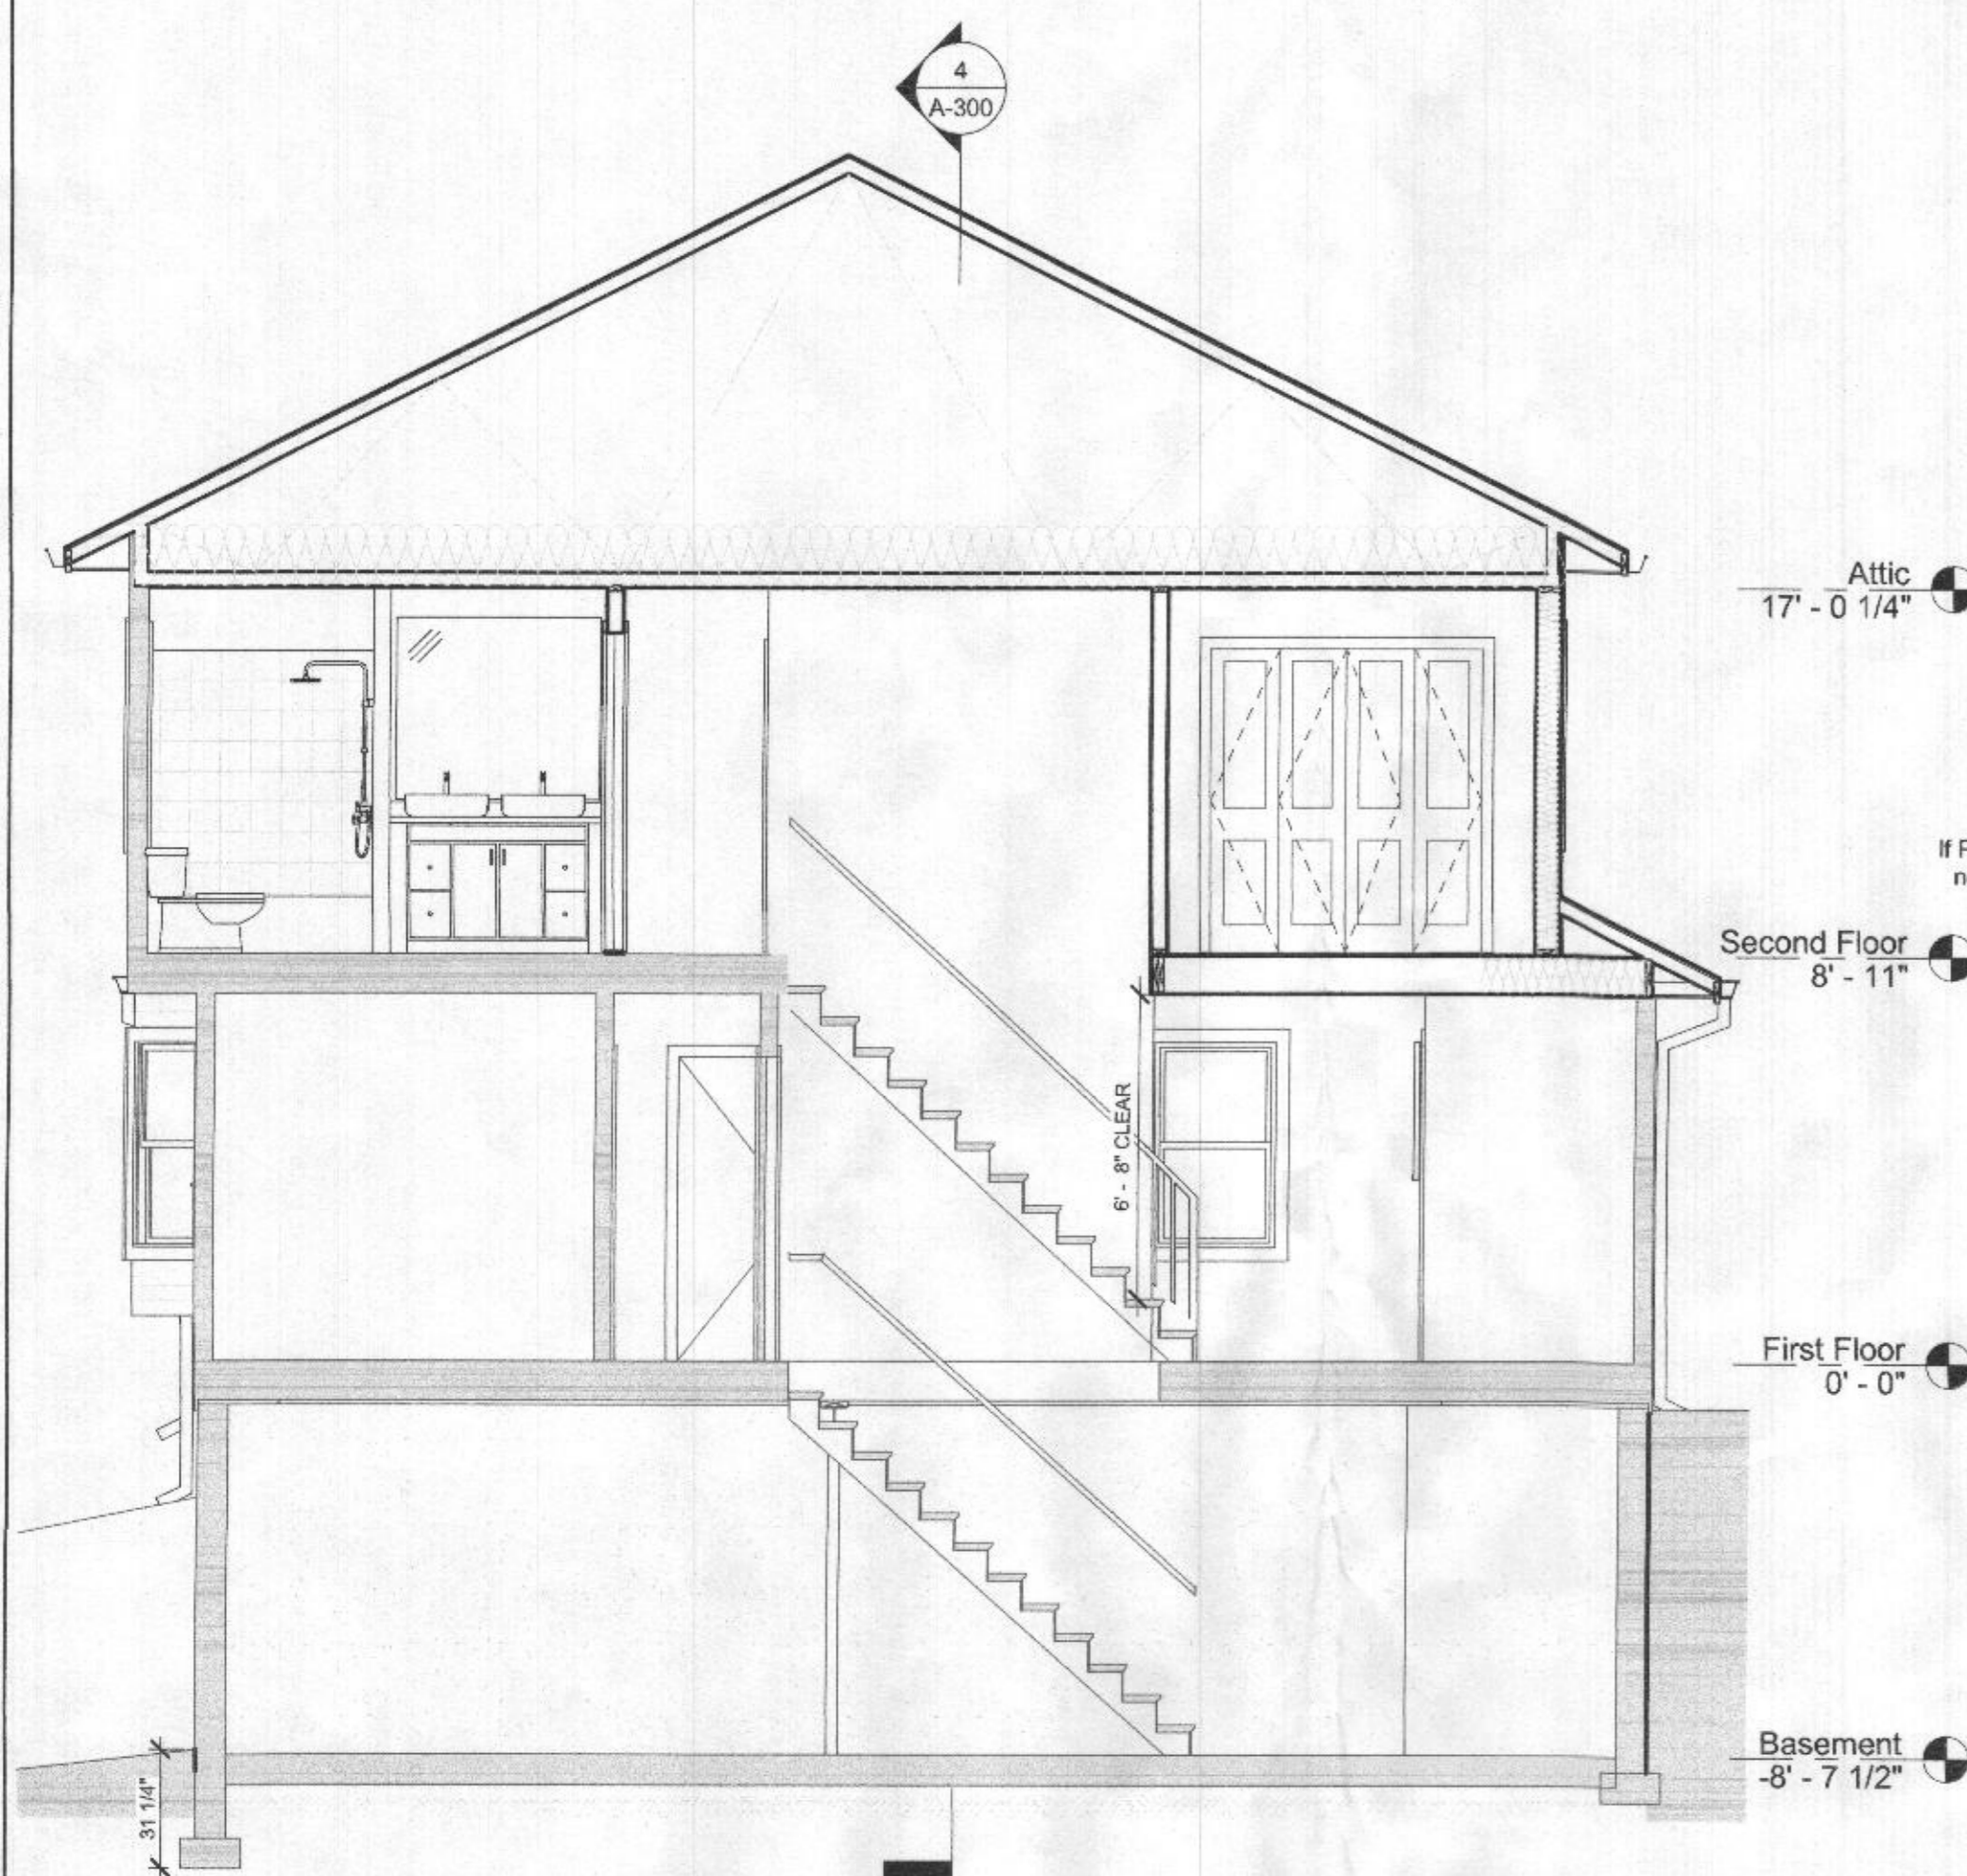 4
A-300
Attic
17' - 0 1/4"
If
Second Floor
8' - 11"
6' - 8" CLEAR
First Floor
0' - 0"
Basement
-8' - 7 1/2"
31 1/4"